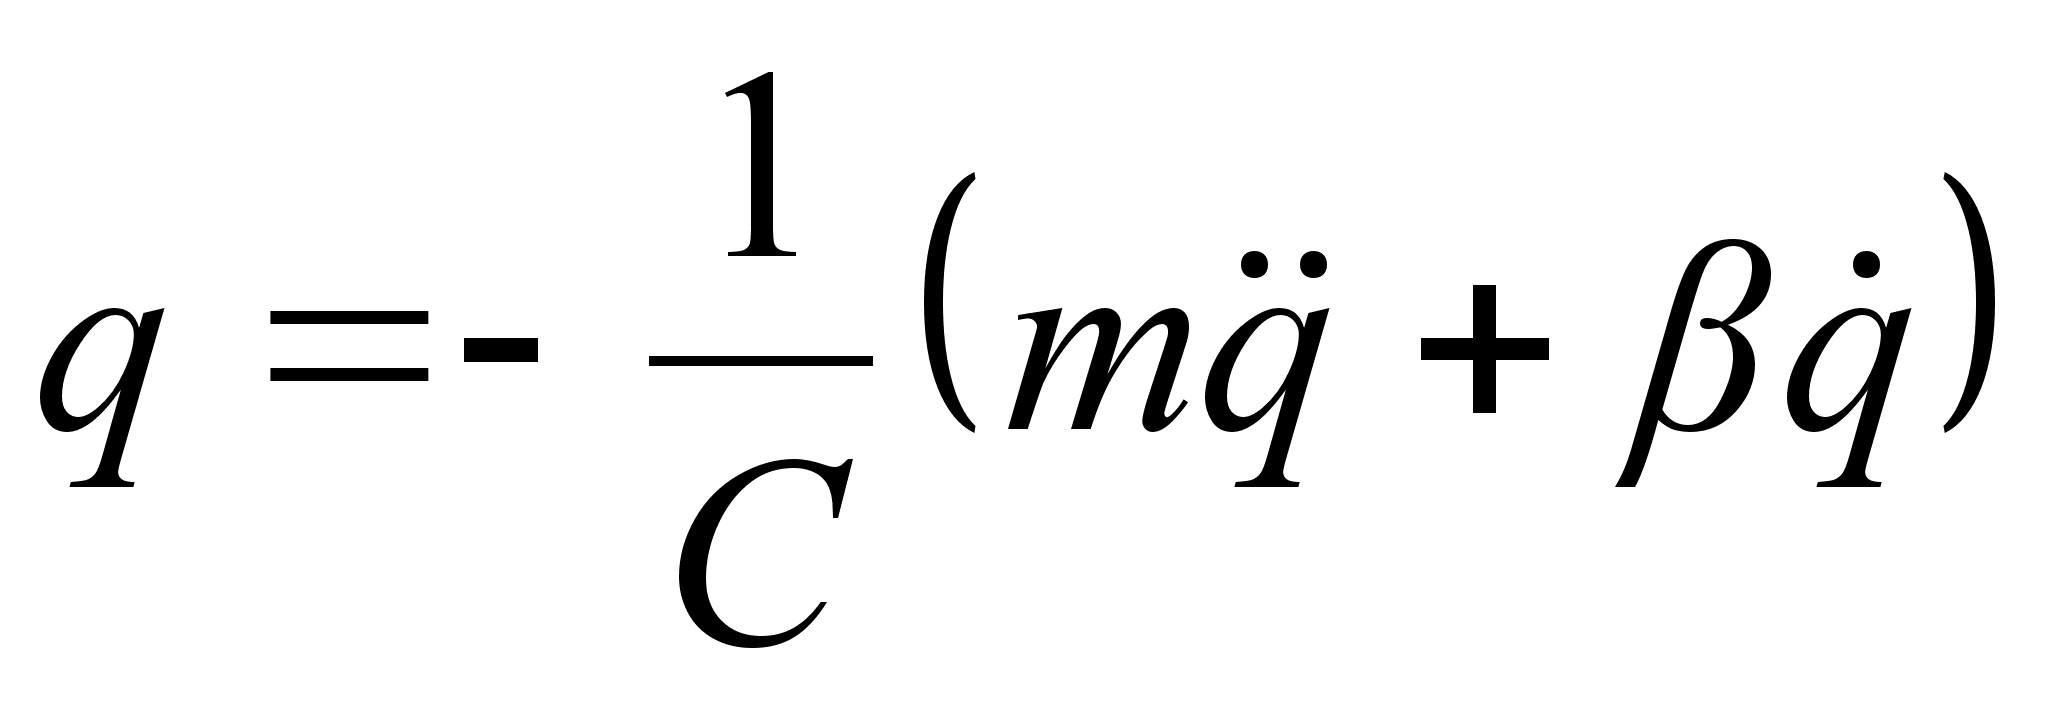 q = - 1/C (mq̈ + βq̇)